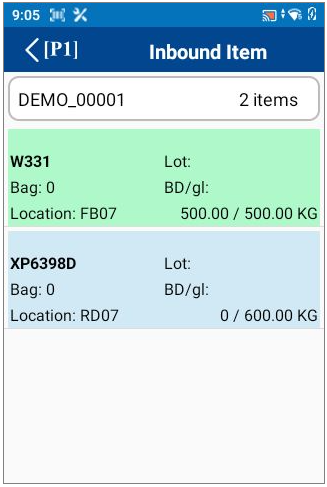 9:05
[P1] Inbound Item
DEMO_00001 2 items
W331 Lot:
Bag: 0 BD/gl:
Location: FB07 500.00 / 500.00 KG
XP6398D Lot:
Bag: 0 BD/gl:
Location: RD07 0 / 600.00 KG